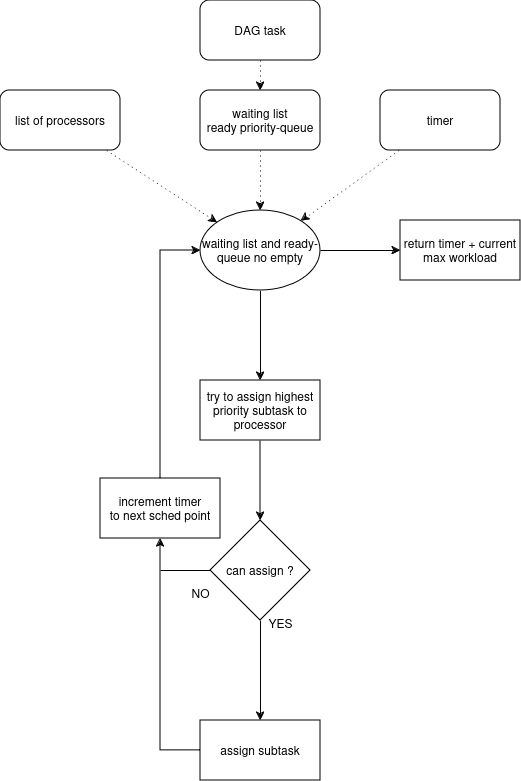 DAG task
list of processors
waiting list
ready priority-queue
timer
waiting list and ready-
queue no empty
return timer + current
max workload
try to assign highest
priority subtask to
processor
increment timer
to next sched point
can assign ?
NO
YES
assign subtask